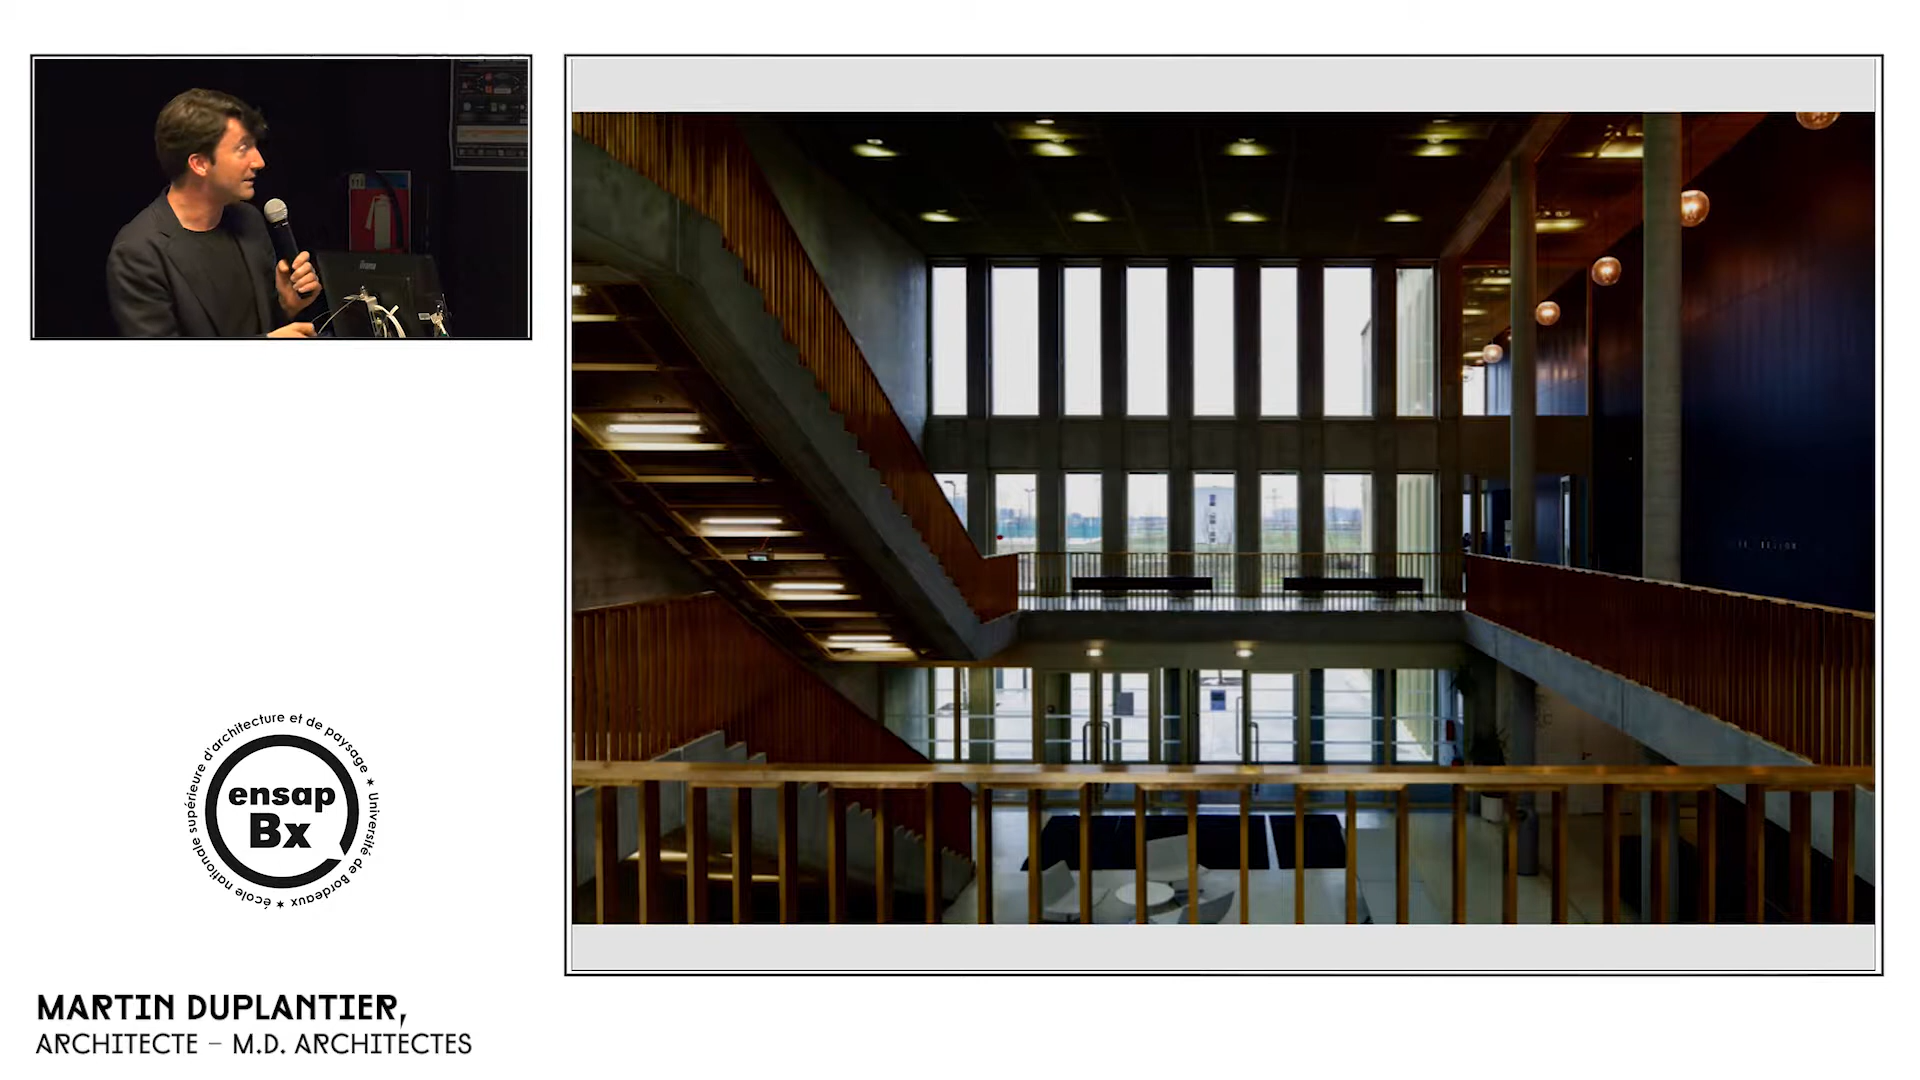 école nationale supérieure d'architecture et de paysage ★ Université de Bordeaux ★
ensap
Bx
MARTIN DUPLANTIER,
ARCHITECTE – M.D. ARCHITECTES